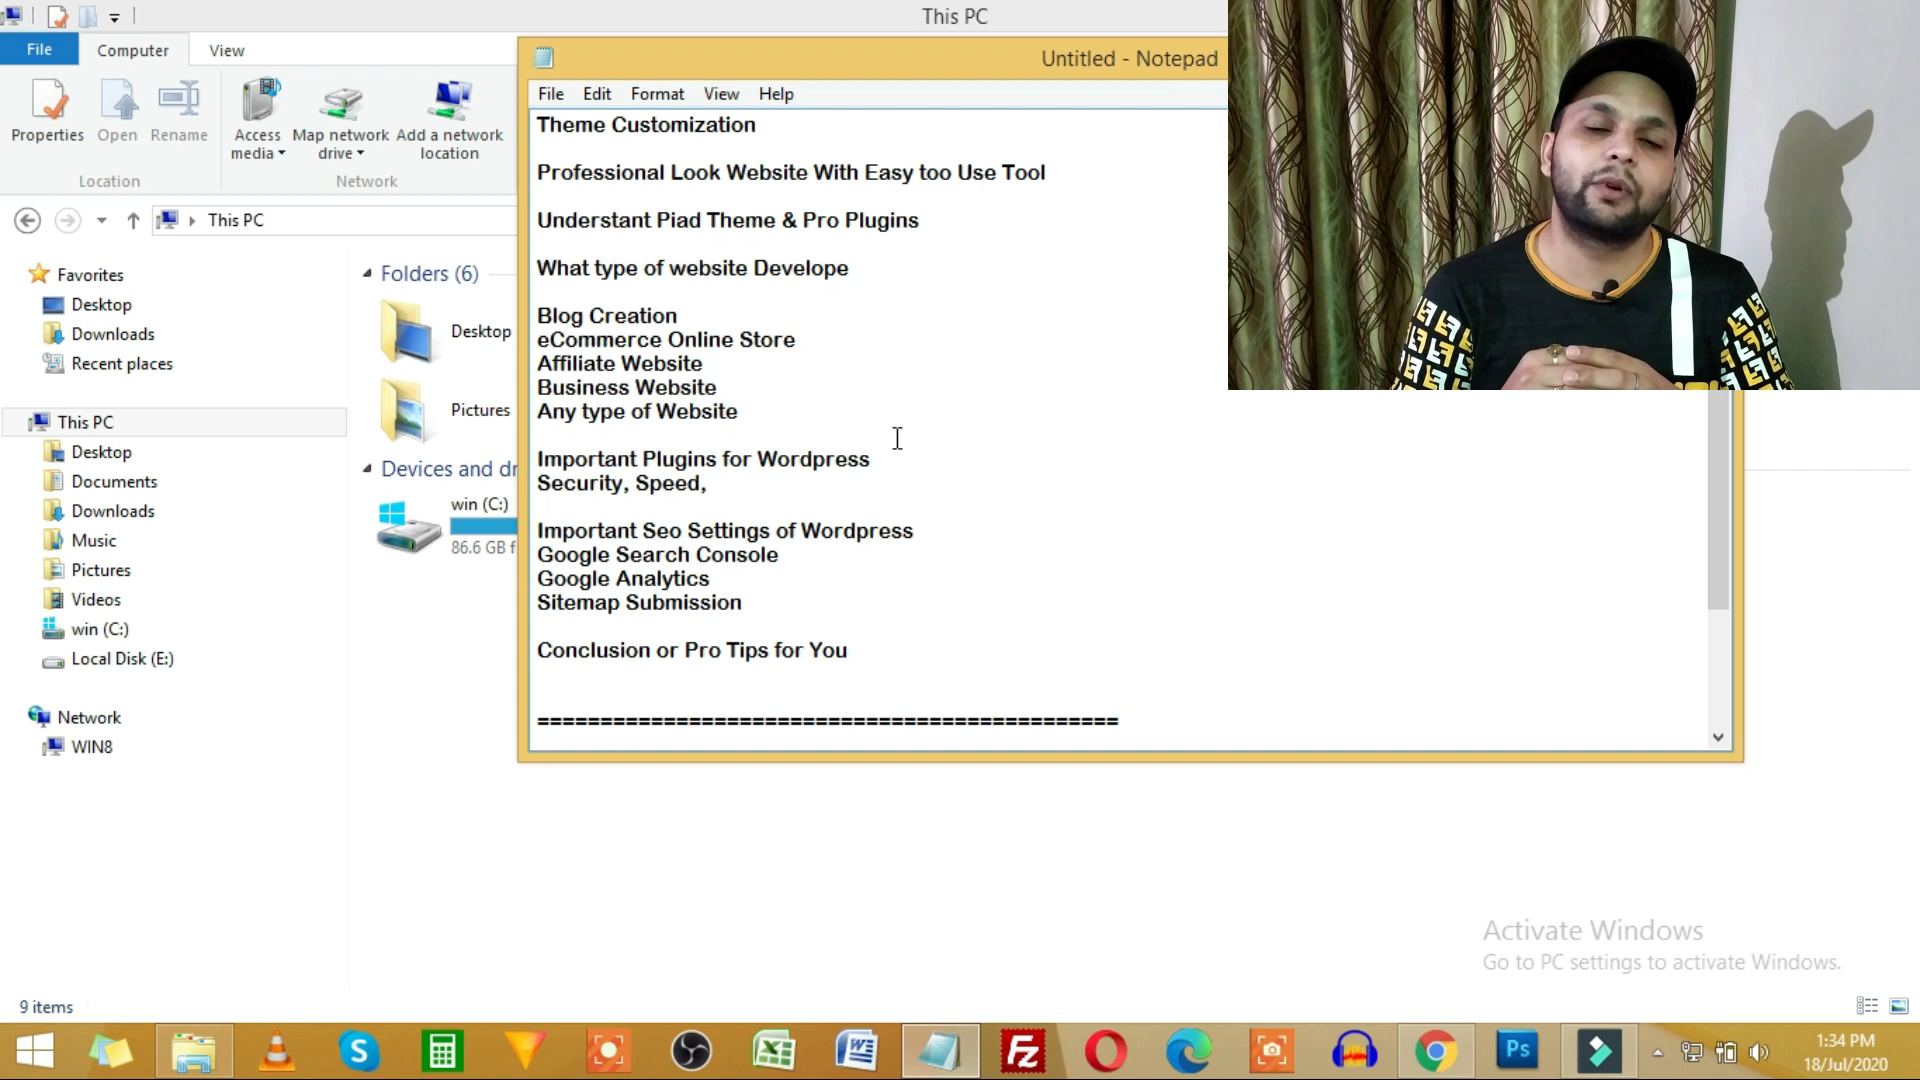 This PC
File
Computer
View
Properties
Open
Rename
Access media
Map network drive
Add a network location
Location
Network
This PC
Favorites
Desktop
Downloads
Recent places
This PC
Desktop
Documents
Downloads
Music
Pictures
Videos
win (C:)
Local Disk (E:)
Network
WIN8
Folders (6)
Desktop
Pictures
Devices and dr
win (C:)
86.6 GB f
9 items
Untitled - Notepad
File Edit Format View Help
Theme Customization
Professional Look Website With Easy too Use Tool
Understant Piad Theme & Pro Plugins
What type of website Develope
Blog Creation
eCommerce Online Store
Affiliate Website
Business Website
Any type of Website
Important Plugins for Wordpress
Security, Speed,
Important Seo Settings of Wordpress
Google Search Console
Google Analytics
Sitemap Submission
Conclusion or Pro Tips for You
==============================================
Activate Windows
Go to PC settings to activate Windows.
Fz
Ps
1:34 PM
18/Jul/2020